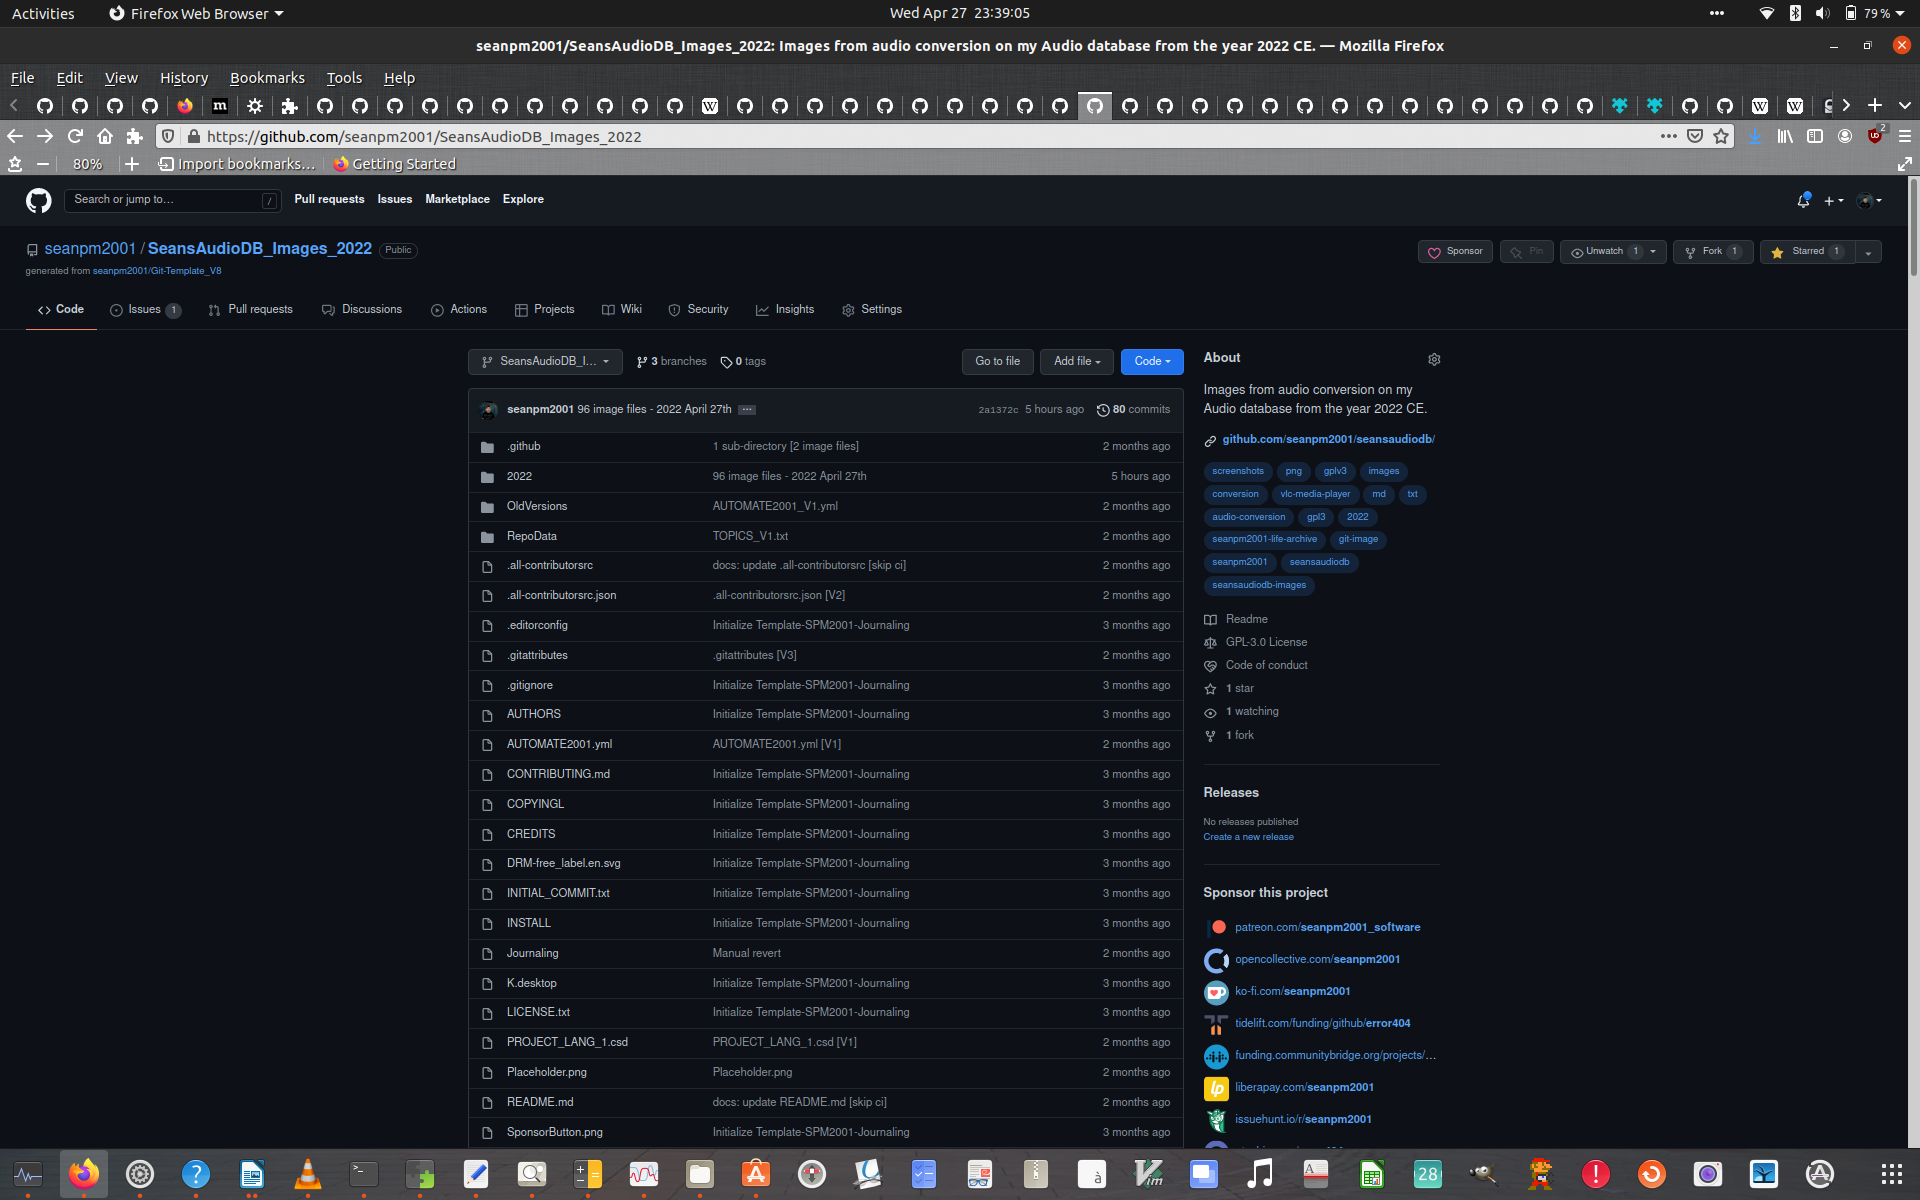 Activities
Firefox Web Browser
Wed Apr 27 23:39:05
79 %
seanpm2001/SeansAudioDB_Images_2022: Images from audio conversion on my Audio database from the year 2022 CE. — Mozilla Firefox
File Edit View History Bookmarks Tools Help
https://github.com/seanpm2001/SeansAudioDB_Images_2022
2
80%
Import bookmarks...
Getting Started
Search or jump to...
/
Pull requests Issues Marketplace Explore
seanpm2001 / SeansAudioDB_Images_2022 Public
generated from seanpm2001/Git-Template_V8
Sponsor Pin Unwatch 1 Fork 1 Starred 1
Code Issues 1 Pull requests Discussions Actions Projects Wiki Security Insights Settings
SeansAudioDB_I... 3 branches 0 tags Go to file Add file Code
seanpm2001 96 image files - 2022 April 27th ... 2a1372c 5 hours ago 80 commits
.github 1 sub-directory [2 image files] 2 months ago
2022 96 image files - 2022 April 27th 5 hours ago
OldVersions AUTOMATE2001_V1.yml 2 months ago
RepoData TOPICS_V1.txt 2 months ago
.all-contributorsrc docs: update .all-contributorsrc [skip ci] 2 months ago
.all-contributorsrc.json .all-contributorsrc.json [V2] 2 months ago
.editorconfig Initialize Template-SPM2001-Journaling 3 months ago
.gitattributes .gitattributes [V3] 2 months ago
.gitignore Initialize Template-SPM2001-Journaling 3 months ago
AUTHORS Initialize Template-SPM2001-Journaling 3 months ago
AUTOMATE2001.yml AUTOMATE2001.yml [V1] 2 months ago
CONTRIBUTING.md Initialize Template-SPM2001-Journaling 3 months ago
COPYINGL Initialize Template-SPM2001-Journaling 3 months ago
CREDITS Initialize Template-SPM2001-Journaling 3 months ago
DRM-free_label.en.svg Initialize Template-SPM2001-Journaling 3 months ago
INITIAL_COMMIT.txt Initialize Template-SPM2001-Journaling 3 months ago
INSTALL Initialize Template-SPM2001-Journaling 3 months ago
Journaling Manual revert 2 months ago
K.desktop Initialize Template-SPM2001-Journaling 3 months ago
LICENSE.txt Initialize Template-SPM2001-Journaling 3 months ago
PROJECT_LANG_1.csd PROJECT_LANG_1.csd [V1] 2 months ago
Placeholder.png Placeholder.png 2 months ago
README.md docs: update README.md [skip ci] 2 months ago
SponsorButton.png Initialize Template-SPM2001-Journaling 3 months ago
About
Images from audio conversion on my
Audio database from the year 2022 CE.
github.com/seanpm2001/seansaudiodb/
screenshots png gplv3 images
conversion vlc-media-player md txt
audio-conversion gpl3 2022
seanpm2001-life-archive git-image
seanpm2001 seansaudiodb
seansaudiodb-images
Readme
GPL-3.0 License
Code of conduct
1 star
1 watching
1 fork
Releases
No releases published
Create a new release
Sponsor this project
patreon.com/seanpm2001_software
opencollective.com/seanpm2001
ko-fi.com/seanpm2001
tidelift.com/funding/github/error404
funding.communitybridge.org/projects/...
liberapay.com/seanpm2001
issuehunt.io/r/seanpm2001
28